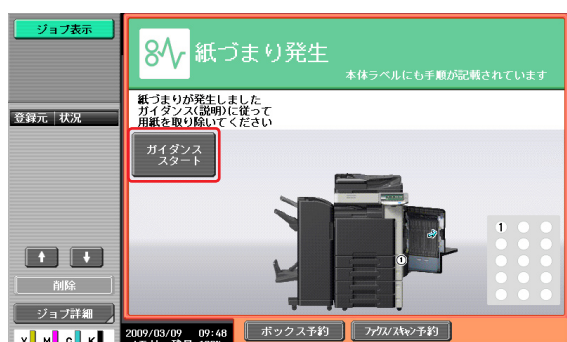 ジョブ表示
紙づまり発生
本体ラベルにも手順が記載されています
登録元 状況
紙づまりが発生しました
ガイダンス(説明)に従って
用紙を取り除いてください
ガイダンス
スタート
1
1
削除
ジョブ詳細
Y M C K
2009/03/09 09:48
ボックス予約
ファクス/スキャン予約